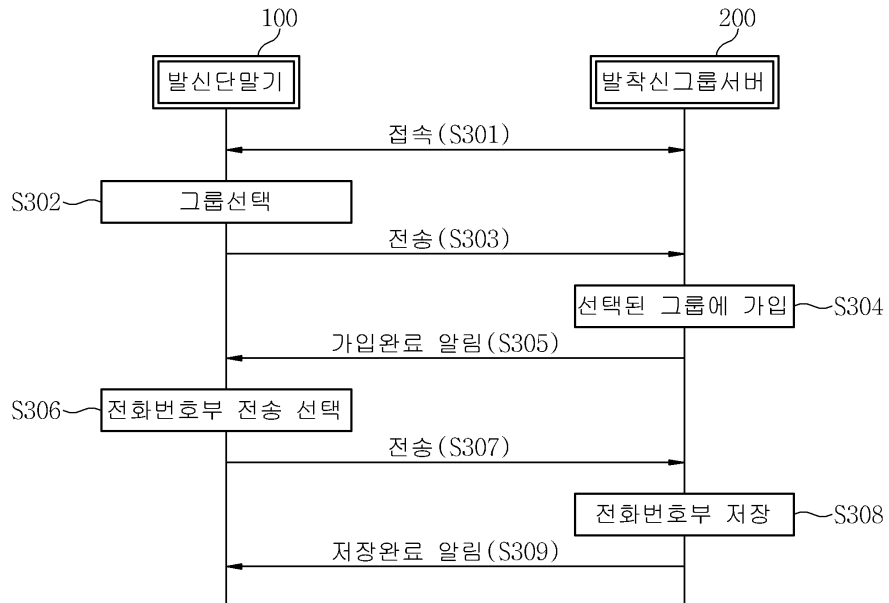 100
200
발신단말기
발착신그룹서버
접속(S301)
S302
그룹선택
전송(S303)
선택된 그룹에 가입
S304
가입완료 알림(S305)
S306
전화번호부 전송 선택
전송(S307)
전화번호부 저장
S308
저장완료 알림(S309)